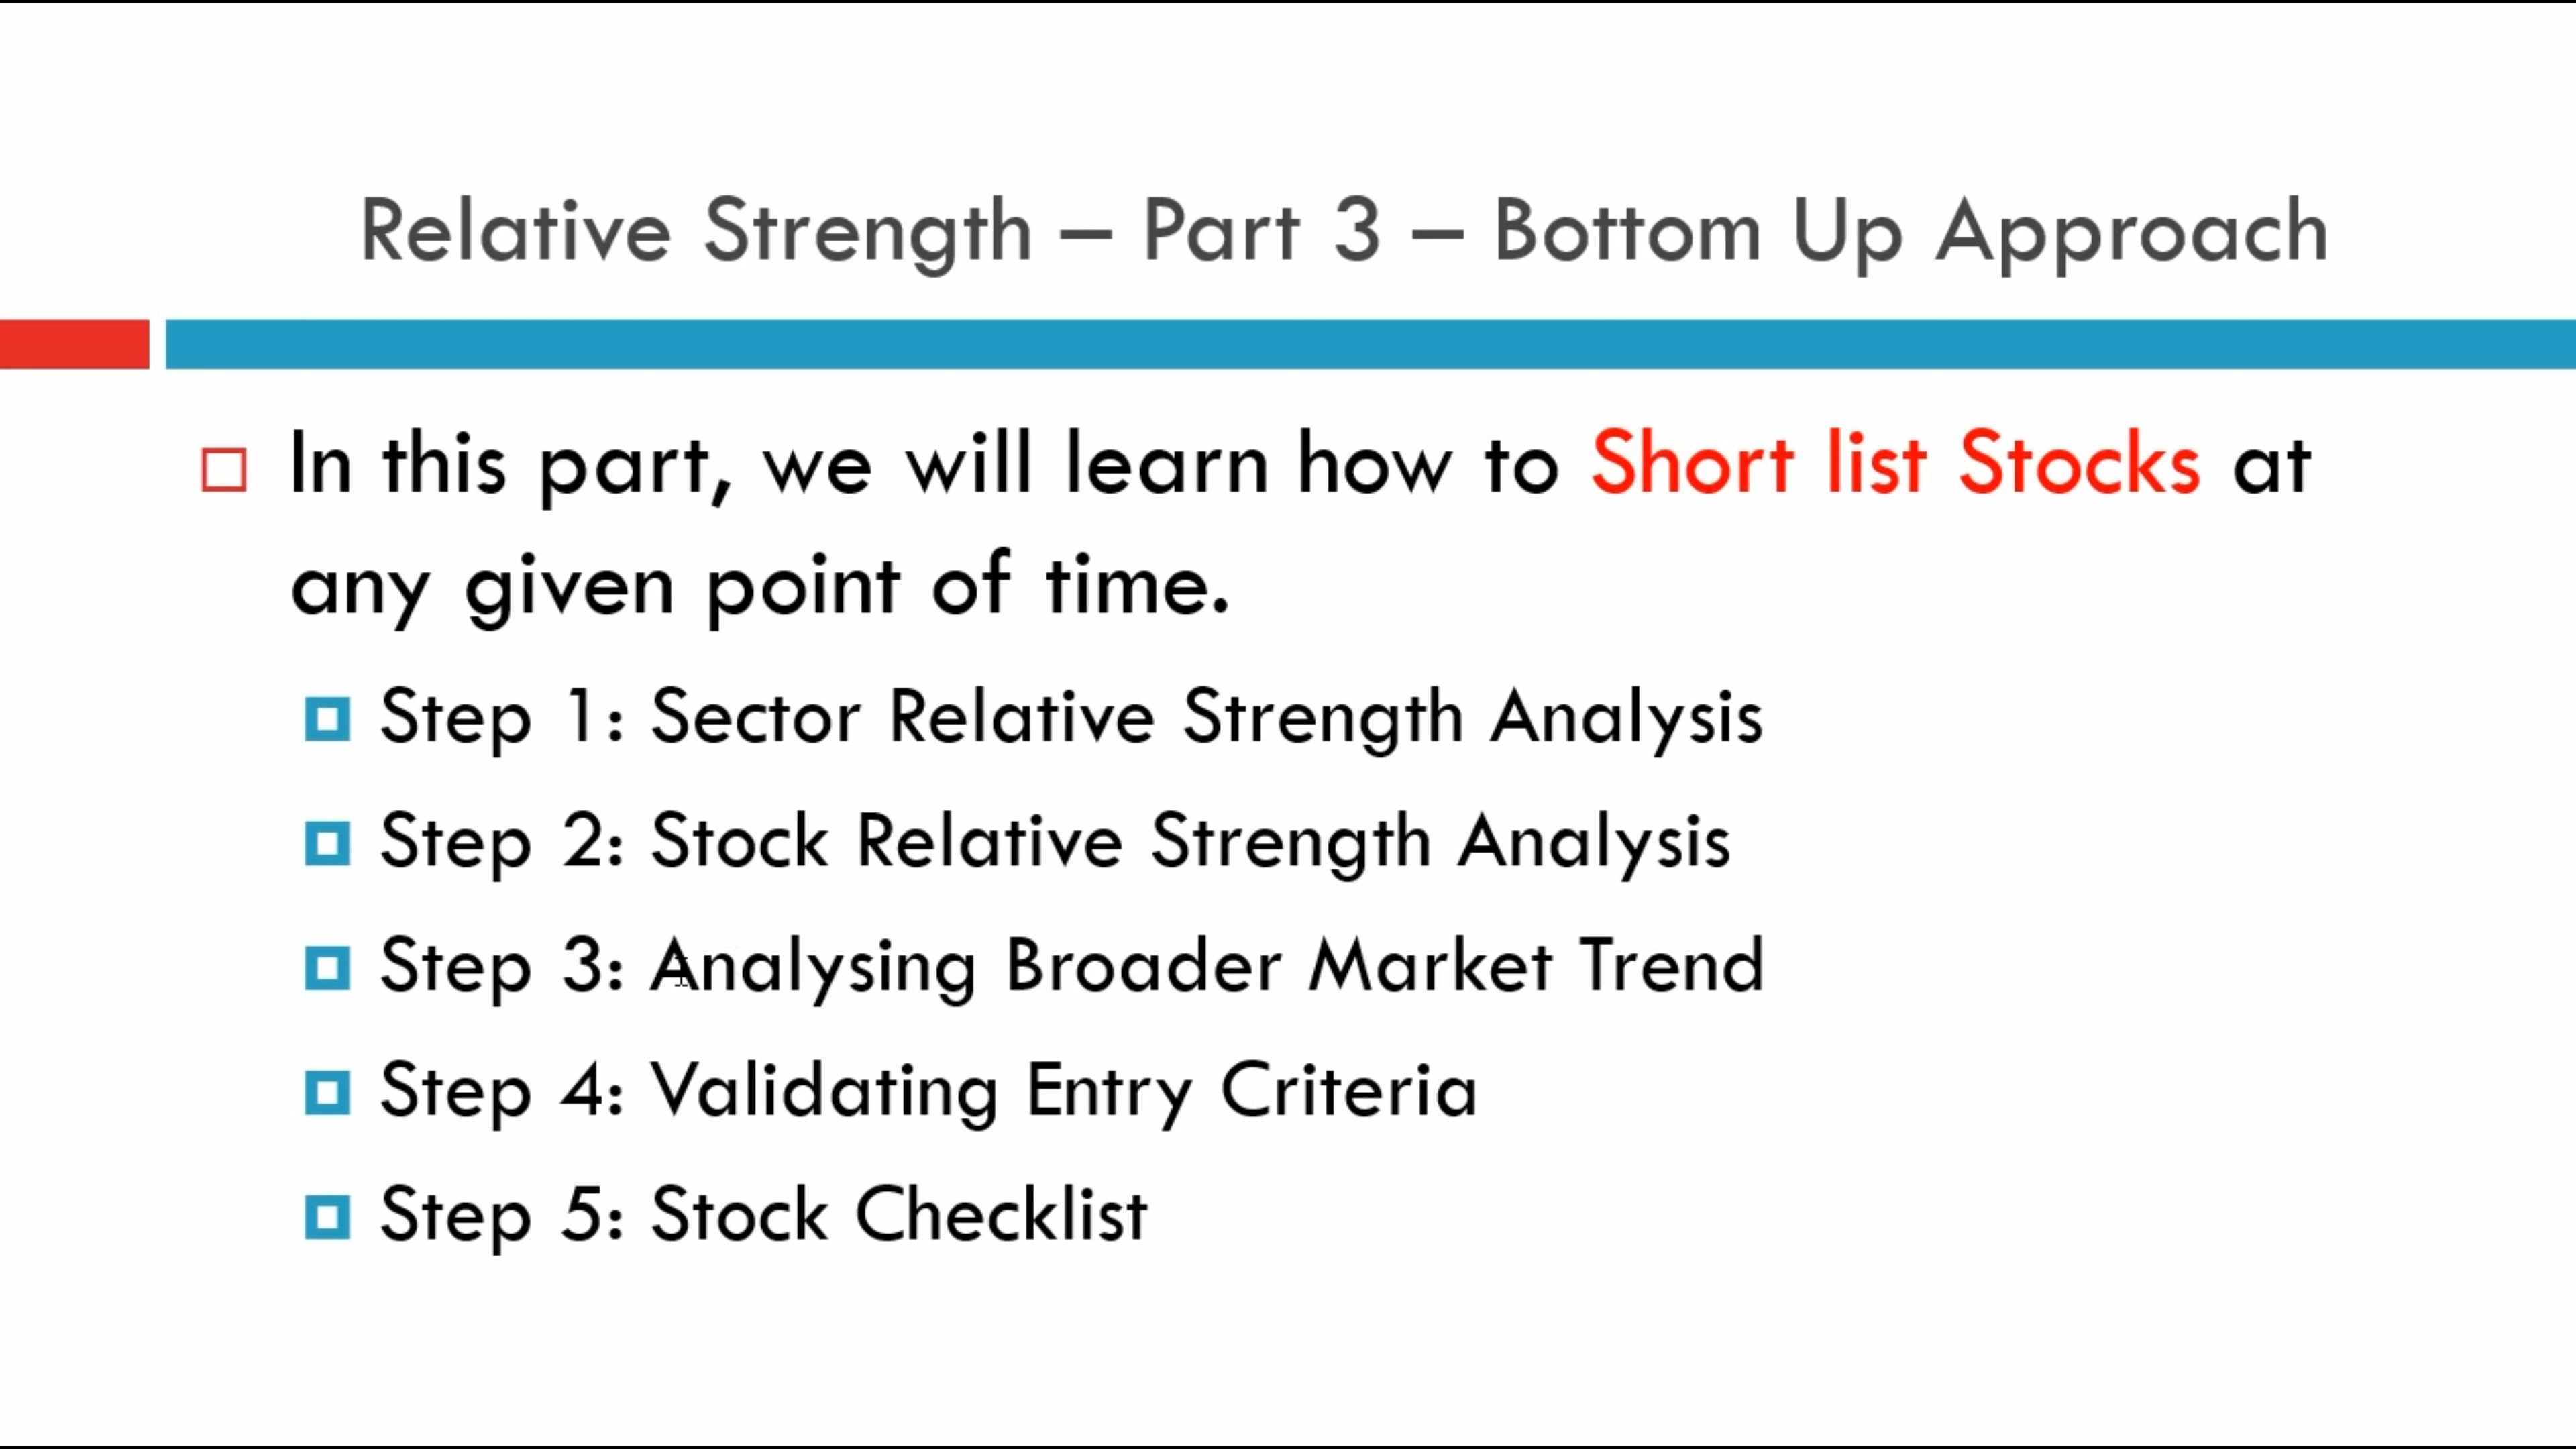 Relative Strength – Part 3 – Bottom Up Approach
In this part, we will learn how to Short list Stocks at
any given point of time.
Step 1: Sector Relative Strength Analysis
Step 2: Stock Relative Strength Analysis
Step 3: Analysing Broader Market Trend
Step 4: Validating Entry Criteria
Step 5: Stock Checklist